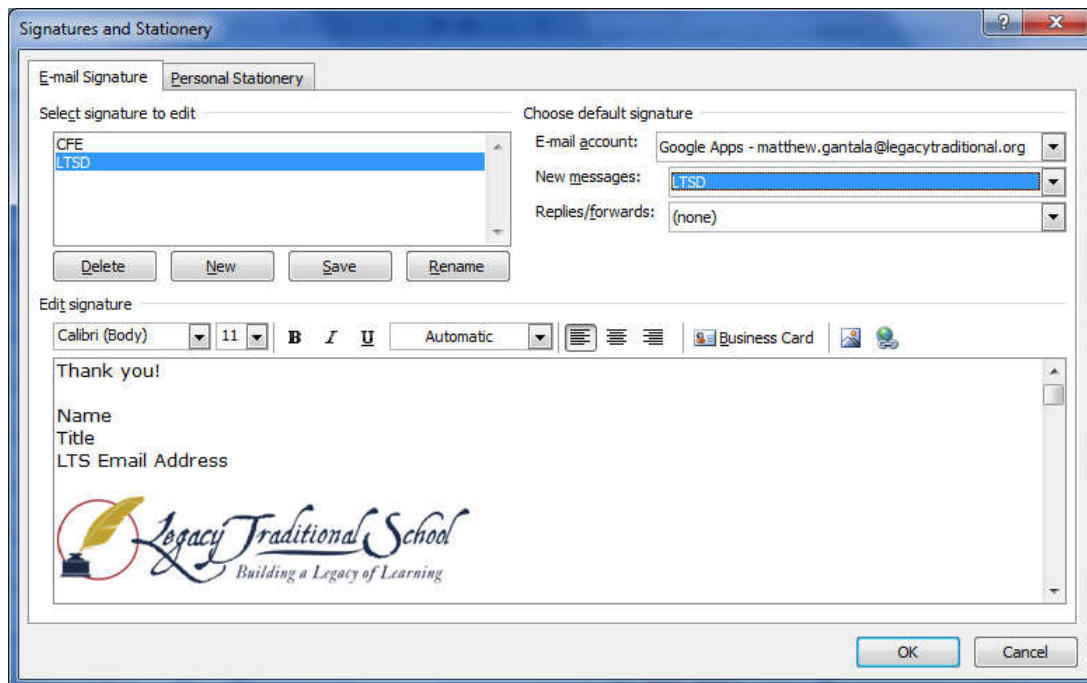 Signatures and Stationery
E-mail Signature
Personal Stationery
Select signature to edit
CFE
LTSD
Delete
New
Save
Rename
Choose default signature
E-mail account:
Google Apps - matthew.gantala@legacytraditional.org
New messages:
LTSD
Replies/forwards:
(none)
Edit signature
Calibri (Body)
11
B
I
U
Automatic
Business Card
Thank you!
Name
Title
LTS Email Address
Legacy Traditional School
Building a Legacy of Learning
OK
Cancel